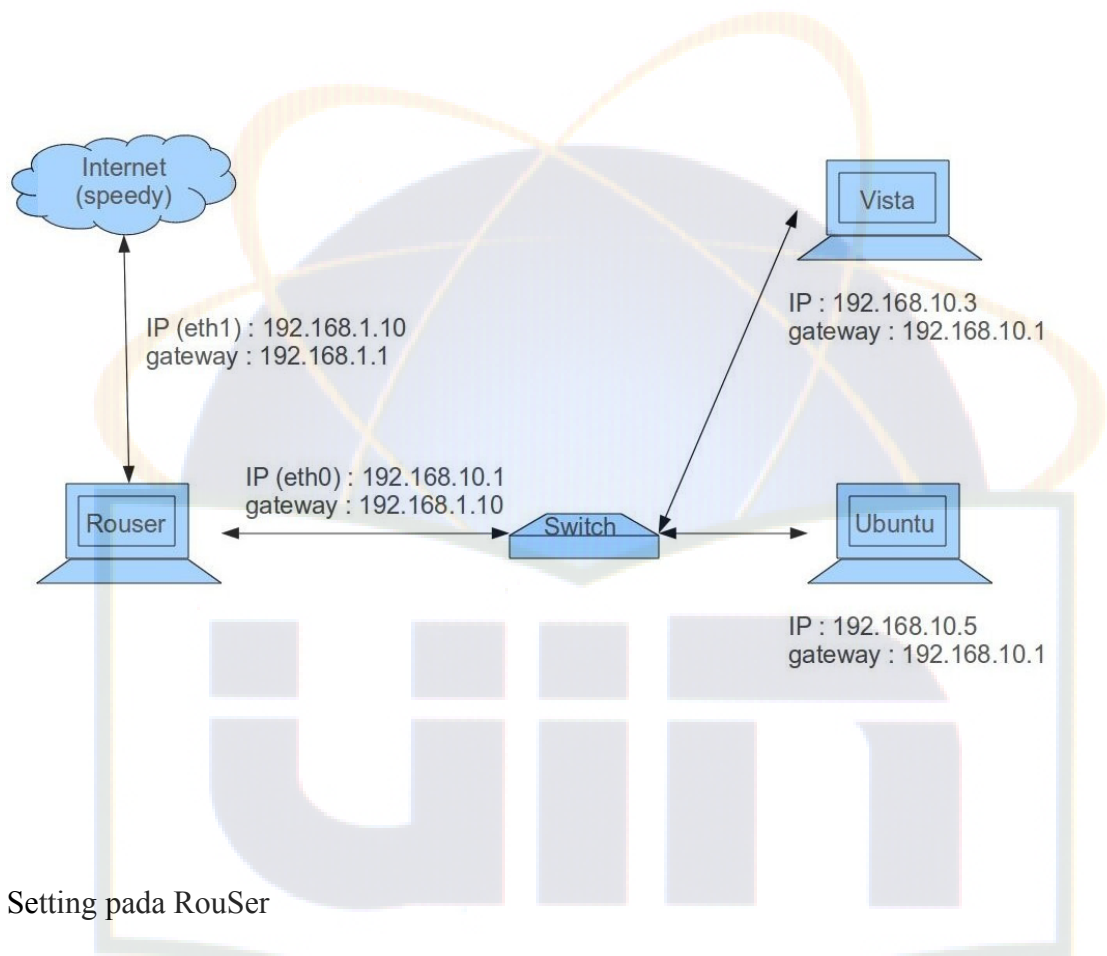 Internet
(speedy)
Vista
IP : 192.168.10.3
gateway : 192.168.10.1
IP (eth1) : 192.168.1.10
gateway : 192.168.1.1
IP (eth0) : 192.168.10.1
gateway : 192.168.1.10
Rouser
Switch
Ubuntu
IP : 192.168.10.5
gateway : 192.168.10.1
uin
Setting pada RouSer